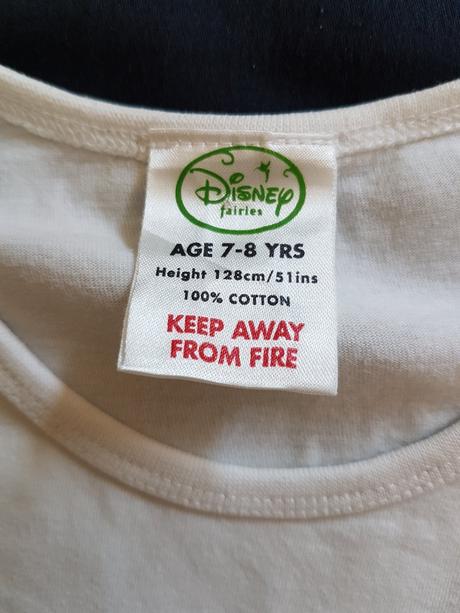 Disney
fairies
AGE 7-8 YRS
Height 128cm/51ins
100% COTTON
KEEP AWAY
FROM FIRE